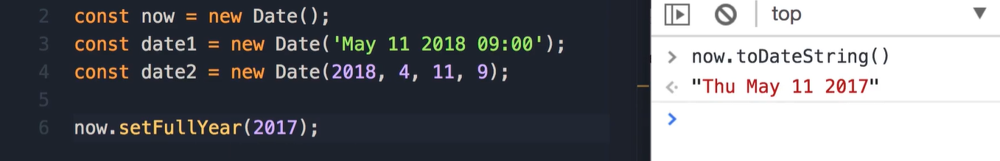 2 const now = new Date();
3 const date1 = new Date('May 11 2018 09:00');
4 const date2 = new Date(2018, 4, 11, 9);
5
6 now.setFullYear(2017);
top
> now.toDateString()
"Thu May 11 2017"
>